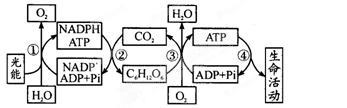 O₂
H₂O
光能
①
NADPH
ATP
②
CO₂
③
ATP
④
生命活动
NADP⁺
ADP+Pi
C₆H₁₂O₆
ADP+Pi
H₂O
O₂